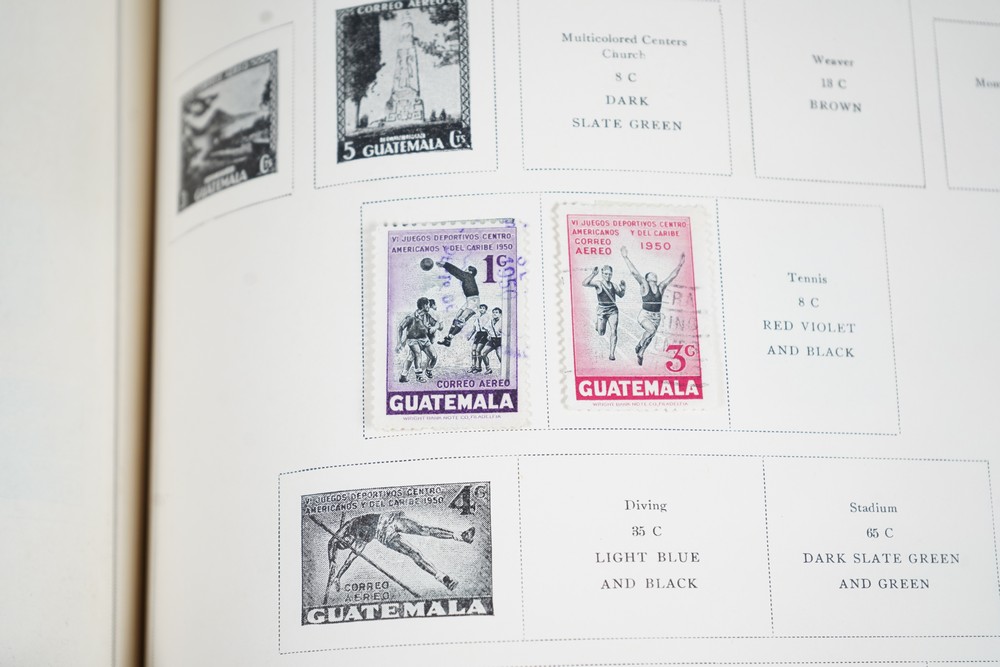 CORREO AEREO
5 GUATEMALA Cts
Cts
GUATEMALA
Multicolored Centers
Church
8 C
DARK
SLATE GREEN
Weaver
13 C
BROWN
VI JUEGOS DEPORTIVOS CENTRO
AMERICANOS Y DEL CARIBE 1950
1c
1950
CORREO AEREO
GUATEMALA
VI JUEGOS DEPORTIVOS CENTRO
AMERICANOS Y DEL CARIBE
CORREO
AEREO
1950
3c
GUATEMALA
Tennis
8 C
RED VIOLET
AND BLACK
VI JUEGOS DEPORTIVOS CENTRO
AMERICANOS Y DEL CARIBE 1950
4c
CORREO
AEREO
GUATEMALA
Diving
35 C
LIGHT BLUE
AND BLACK
Stadium
65 C
DARK SLATE GREEN
AND GREEN